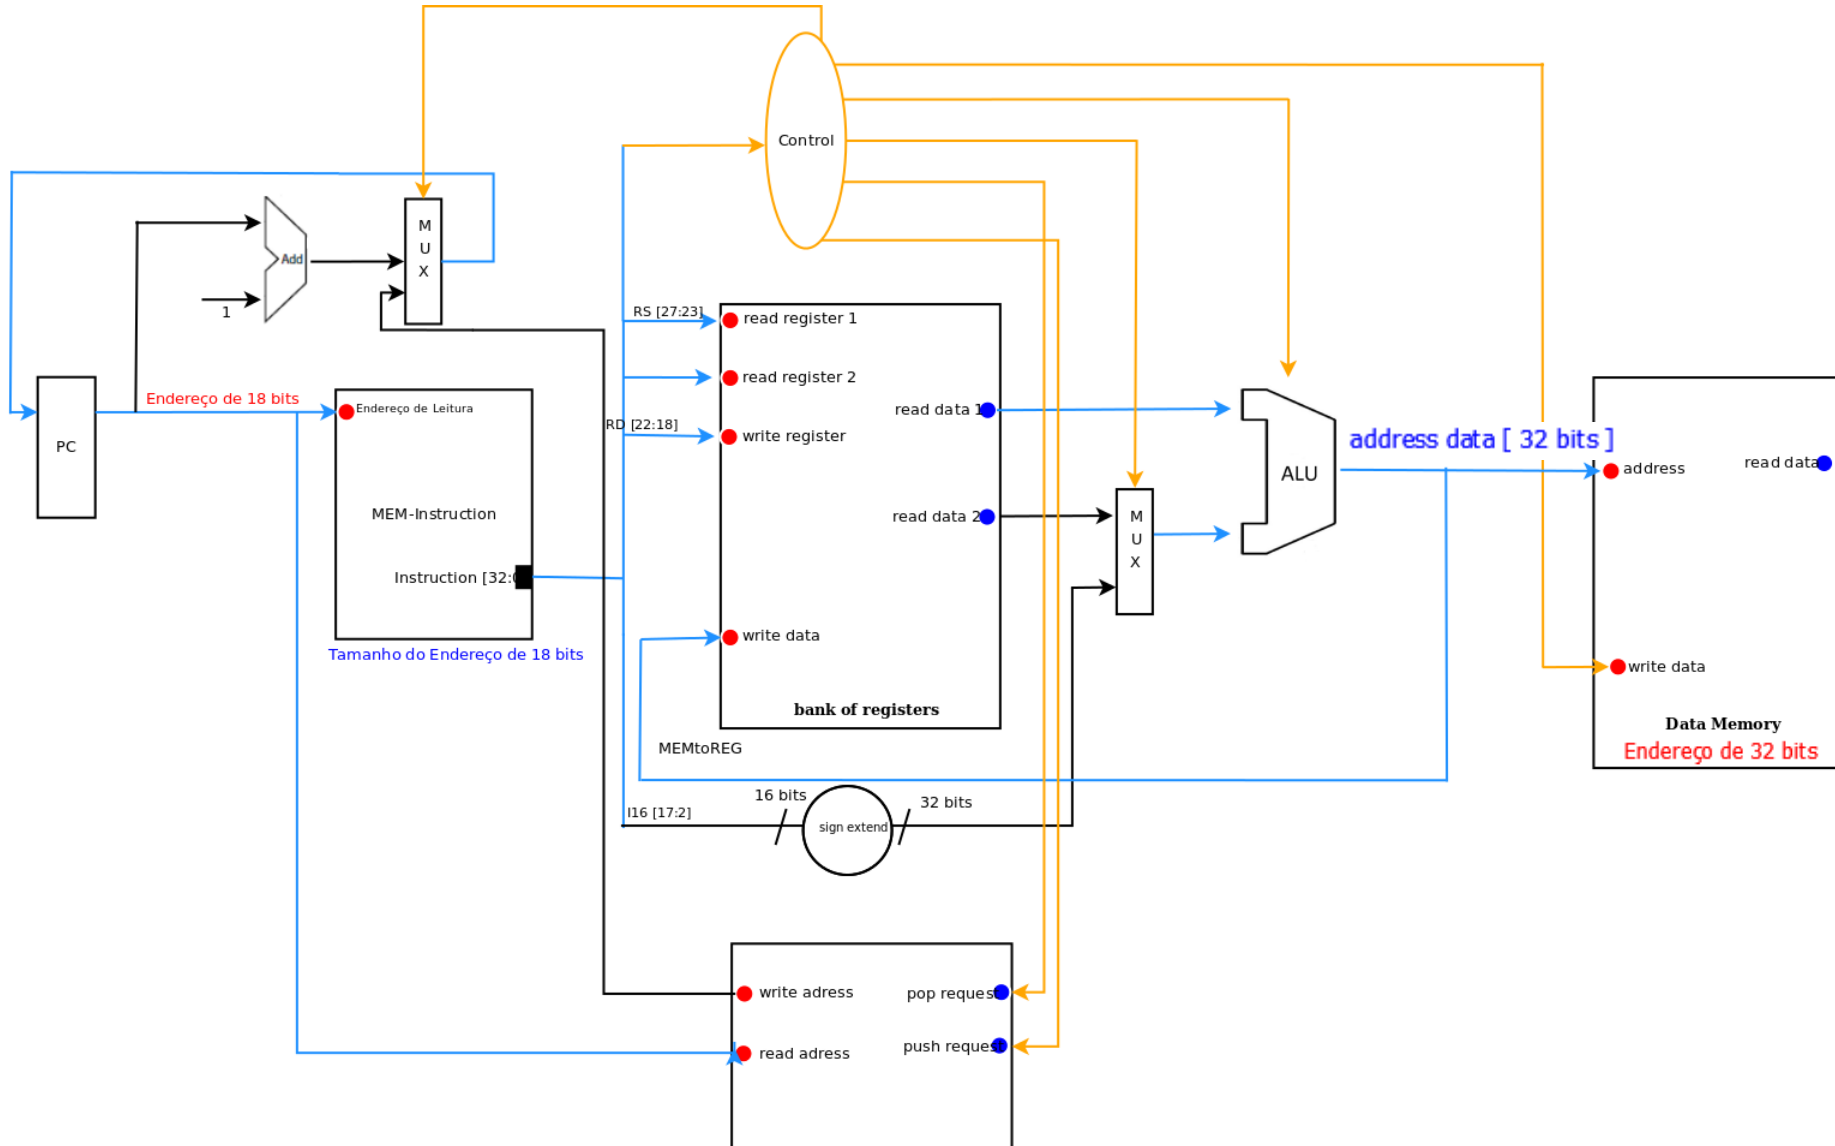 Control
M
U
X
Add
1
RS [27:23]
read register 1
read register 2
Endereço de 18 bits
Endereço de Leitura
read data 1
RD [22:18]
write register
address data [ 32 bits ]
PC
ALU
address
read data
MEM-Instruction
read data 2
M
U
X
Instruction [32:
write data
Tamanho do Endereço de 18 bits
write data
bank of registers
Data Memory
MEMtoREG
Endereço de 32 bits
16 bits
32 bits
I16 [17:2]
sign extend
write adress
pop request
read adress
push request